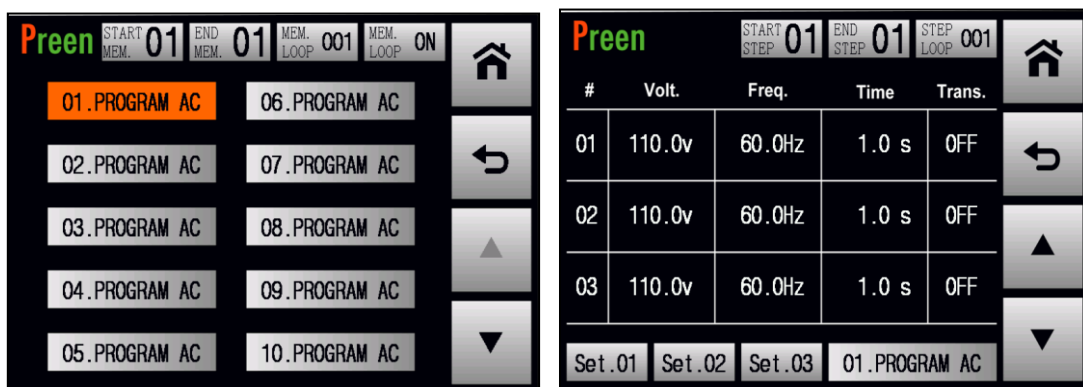 Preen START MEM. 01 END MEM. 01 MEM. LOOP 001 MEM. LOOP ON
01.PROGRAM AC 06.PROGRAM AC
02.PROGRAM AC 07.PROGRAM AC
03.PROGRAM AC 08.PROGRAM AC
04.PROGRAM AC 09.PROGRAM AC
05.PROGRAM AC 10.PROGRAM AC
Preen START STEP 01 END STEP 01 STEP LOOP 001
# Volt. Freq. Time Trans.
01 110.0v 60.0Hz 1.0 s OFF
02 110.0v 60.0Hz 1.0 s OFF
03 110.0v 60.0Hz 1.0 s OFF
Set.01 Set.02 Set.03 01.PROGRAM AC